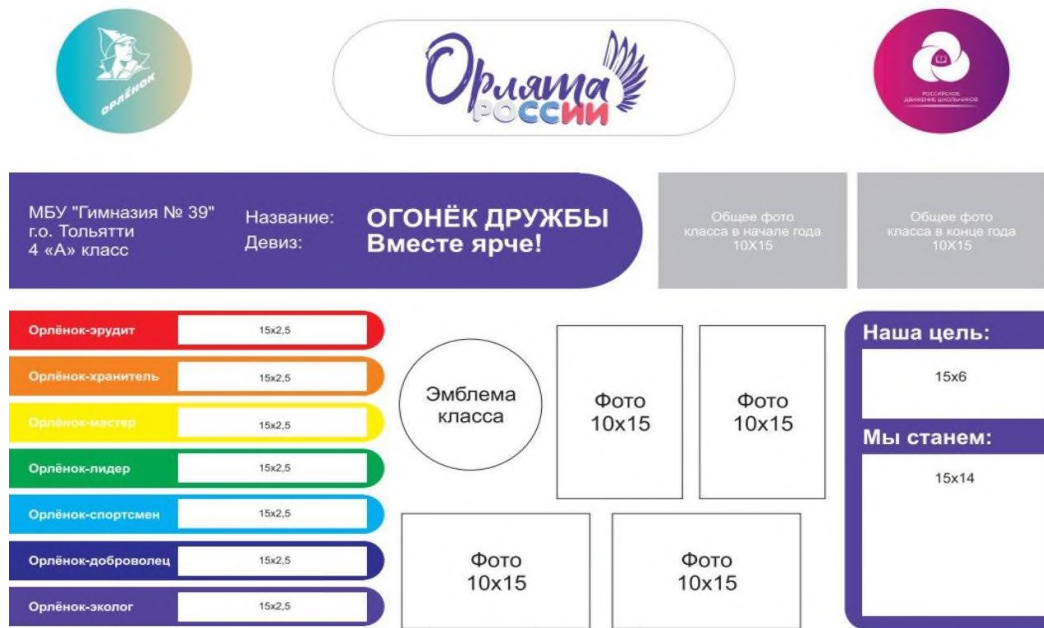 ОРЛЁНОК
Орлята
РОССИИ
РОССИЙСКОЕ
ДВИЖЕНИЕ ШКОЛЬНИКОВ
МБУ "Гимназия № 39"
г.о. Тольятти
4 «А» класс
Название: ОГОНЁК ДРУЖБЫ
Девиз: Вместе ярче!
Общее фото
класса в начале года
10Х15
Общее фото
класса в конце года
10Х15
Орлёнок-эрудит 15х2,5
Орлёнок-хранитель 15х2,5
Орлёнок-мастер 15х2,5
Орлёнок-лидер 15х2,5
Орлёнок-спортсмен 15х2,5
Орлёнок-доброволец 15х2,5
Орлёнок-эколог 15х2,5
Эмблема
класса
Фото
10х15
Фото
10х15
Фото
10х15
Фото
10х15
Наша цель:
15х6
Мы станем:
15х14